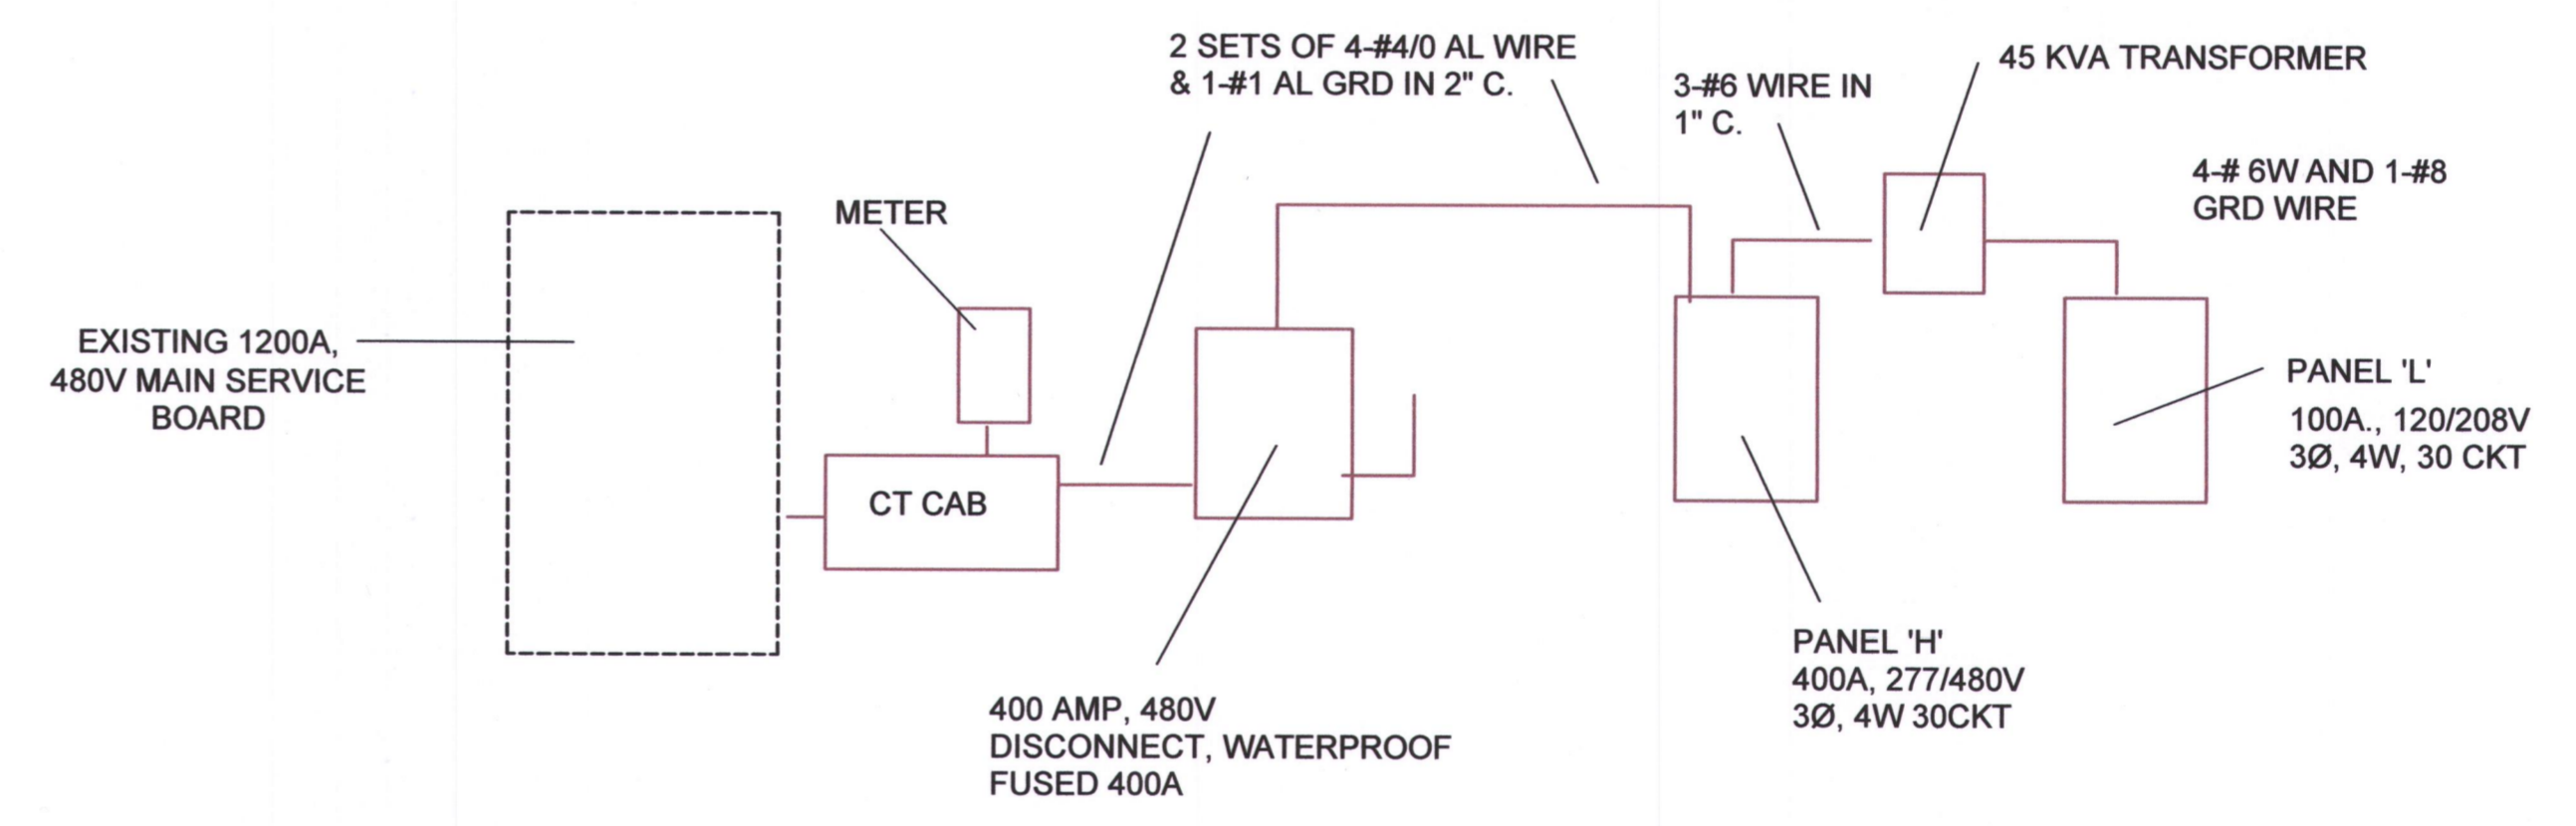 2 SETS OF 4-#4/0 AL WIRE
& 1-#1 AL GRD IN 2" C.
45 KVA TRANSFORMER
3-#6 WIRE IN
1" C.
4-# 6W AND 1-#8
GRD WIRE
METER
EXISTING 1200A,
480V MAIN SERVICE
BOARD
CT CAB
PANEL 'L'
100A., 120/208V
3Ø, 4W, 30 CKT
PANEL 'H'
400A, 277/480V
3Ø, 4W 30CKT
400 AMP, 480V
DISCONNECT, WATERPROOF
FUSED 400A